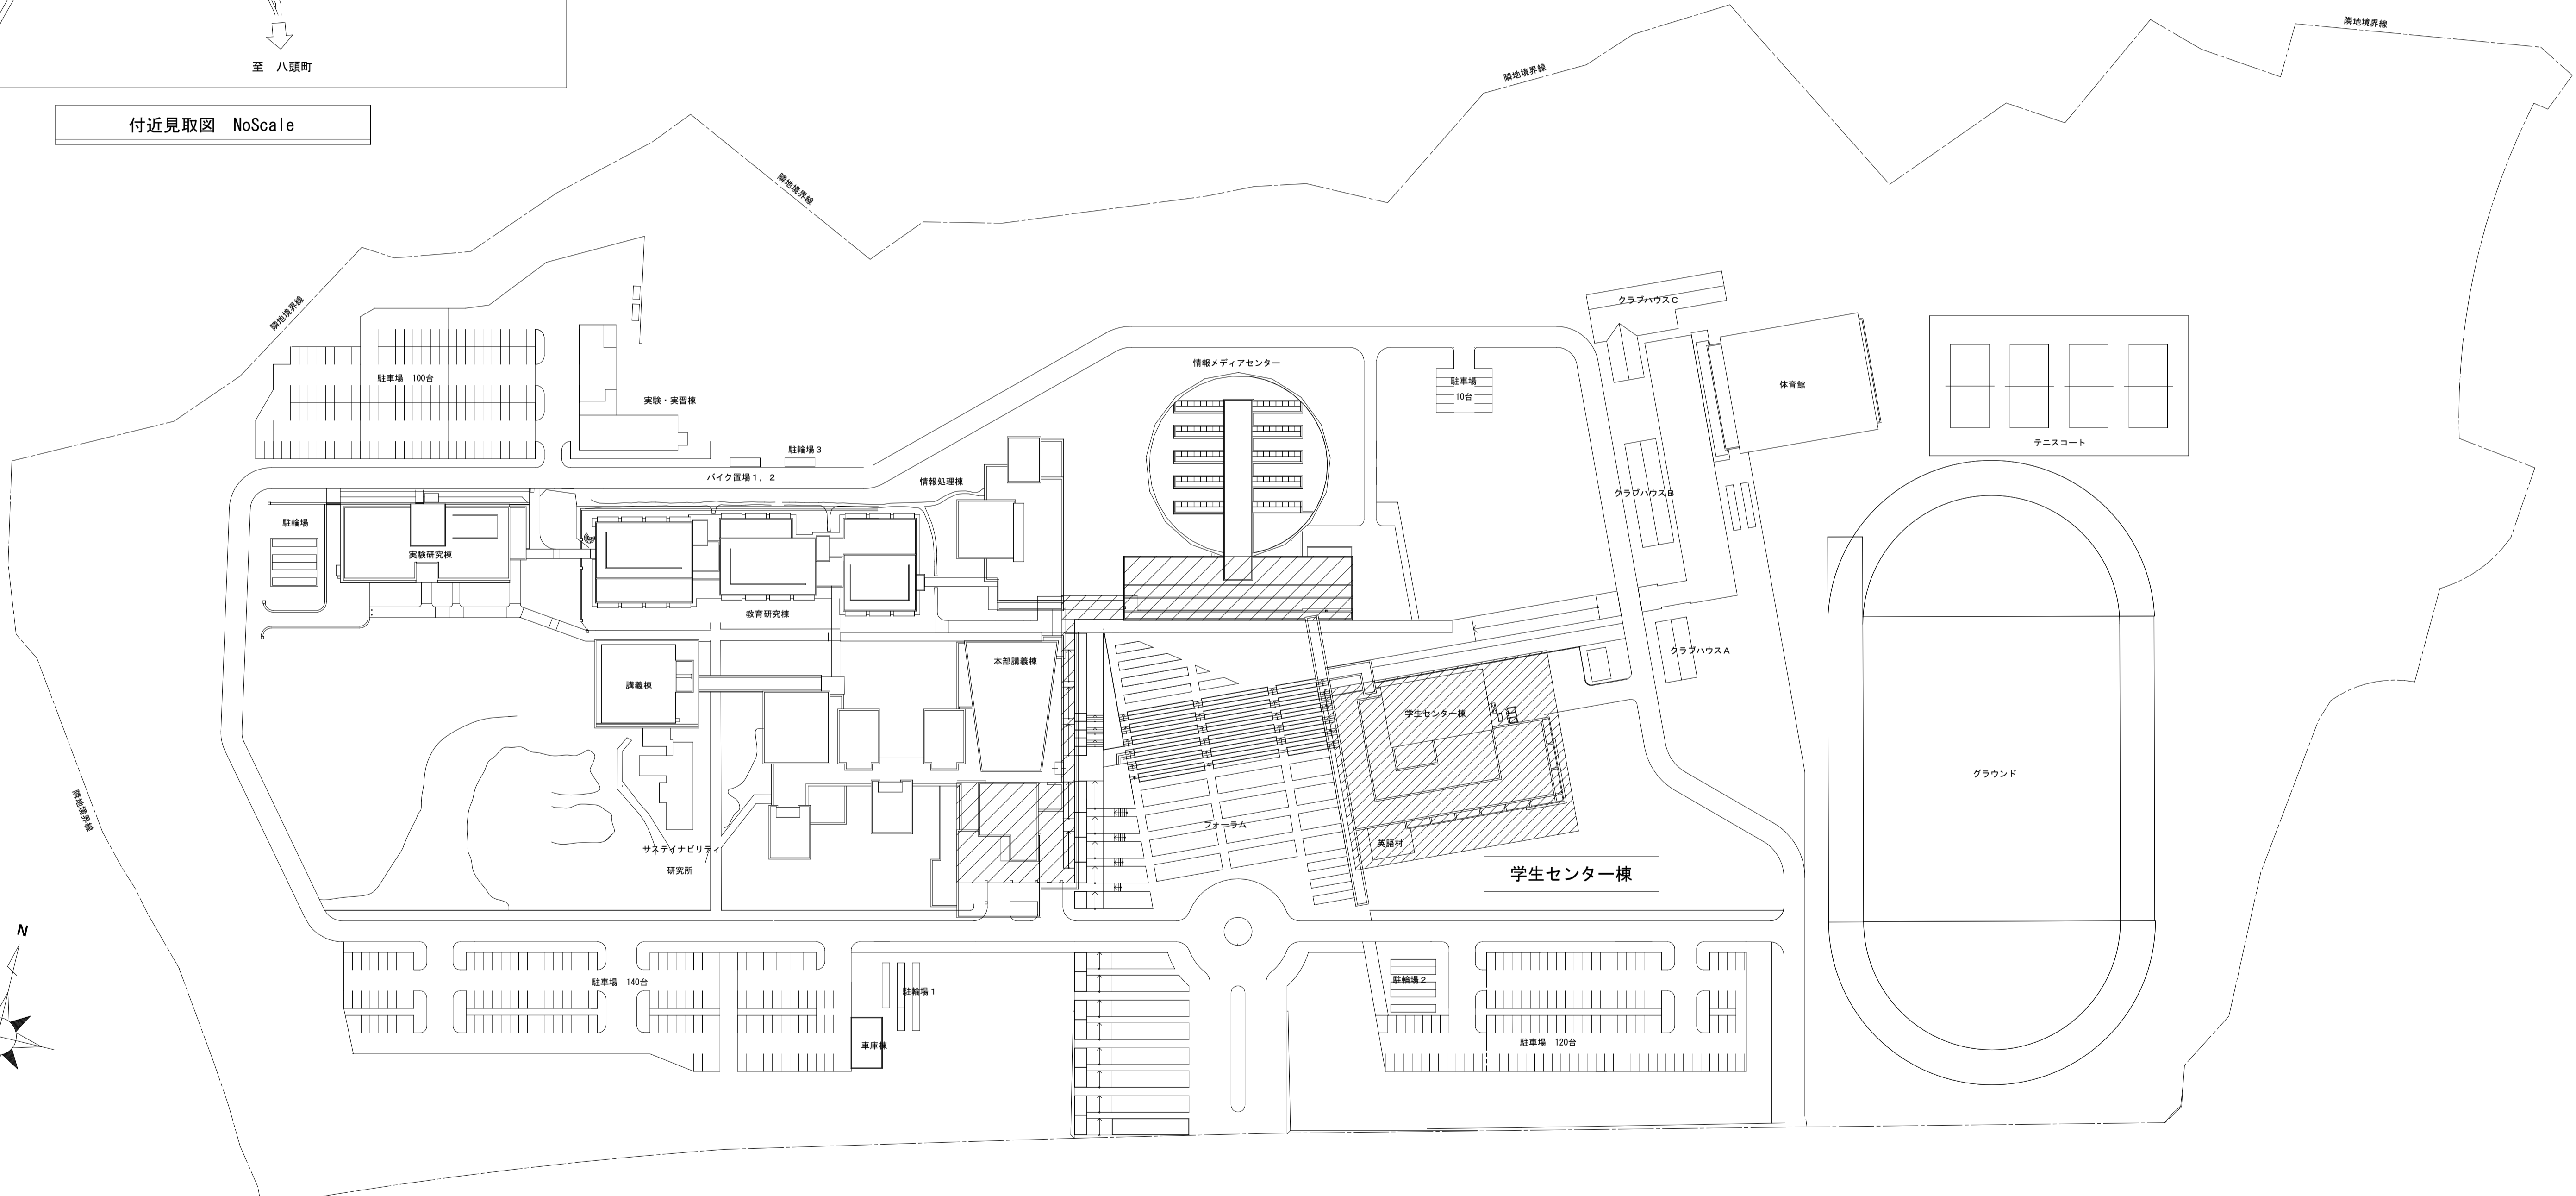 至　八頭町
付近見取図　NoScale
隣地境界線
隣地境界線
隣地境界線
隣地境界線
隣地境界線
駐車場　100台
実験・実習棟
駐輪場３
バイク置場１，２
情報処理棟
情報メディアセンター
駐車場
10台
クラブハウスＣ
体育館
テニスコート
クラブハウスＢ
駐輪場
実験研究棟
教育研究棟
本部講義棟
講義棟
クラブハウスＡ
学生センター棟
グラウンド
フォーラム
英語村
サステイナビリティ
研究所
学生センター棟
N
駐車場　140台
駐輪場１
車庫棟
駐輪場２
駐車場　120台